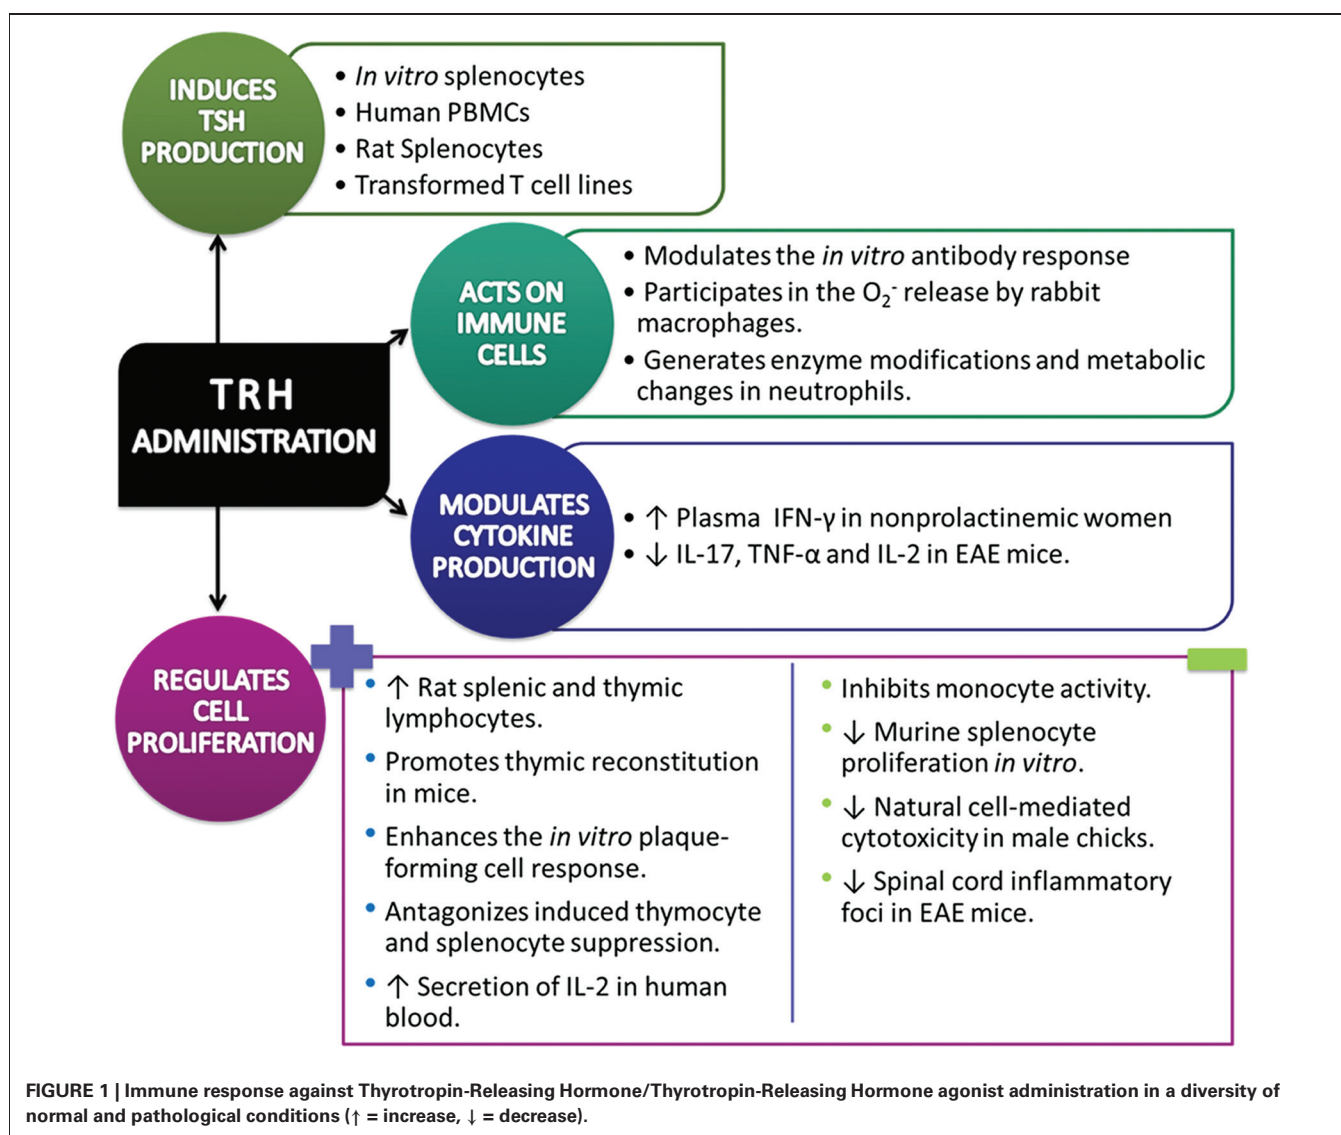 INDUCES
TSH
PRODUCTION
• In vitro splenocytes
• Human PBMCs
• Rat Splenocytes
• Transformed T cell lines
ACTS ON
IMMUNE
CELLS
• Modulates the in vitro antibody response
• Participates in the O₂⁻ release by rabbit
macrophages.
• Generates enzyme modifications and metabolic
changes in neutrophils.
TRH
ADMINISTRATION
MODULATES
CYTOKINE
PRODUCTION
• ↑ Plasma IFN-γ in nonprolactinemic women
• ↓ IL-17, TNF-α and IL-2 in EAE mice.
REGULATES
CELL
PROLIFERATION
• ↑ Rat splenic and thymic
lymphocytes.
• Promotes thymic reconstitution
in mice.
• Enhances the in vitro plaque-
forming cell response.
• Antagonizes induced thymocyte
and splenocyte suppression.
• ↑ Secretion of IL-2 in human
blood.
• Inhibits monocyte activity.
• ↓ Murine splenocyte
proliferation in vitro.
• ↓ Natural cell-mediated
cytotoxicity in male chicks.
• ↓ Spinal cord inflammatory
foci in EAE mice.
FIGURE 1 | Immune response against Thyrotropin-Releasing Hormone/Thyrotropin-Releasing Hormone agonist administration in a diversity of
normal and pathological conditions (↑ = increase, ↓ = decrease).